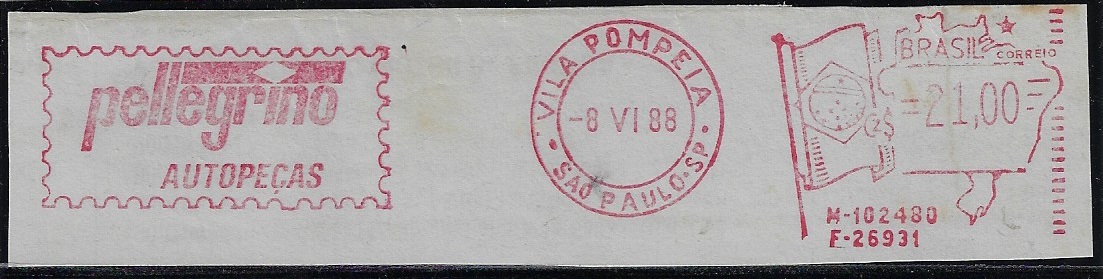 pellegrino
AUTOPEÇAS
VILA POMPEIA
-8 VI 88
SAO PAULO-SP
BRASIL
CORREIO
Cz$ =21,00=
M-102480
F-26931